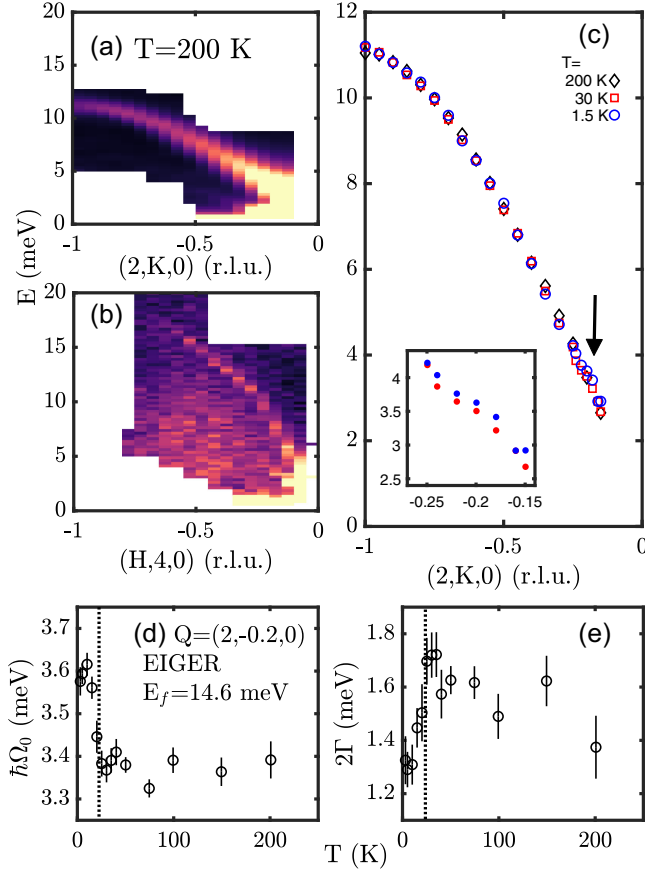 (a) T=200 K
20
15
10
5
0
-1 -0.5 0
(2,K,0) (r.l.u.)
E (meV)
(b)
20
15
10
5
0
-1 -0.5 0
(H,4,0) (r.l.u.)
(c)
T=
200 K
30 K
1.5 K
12
10
8
6
4
2
0
-1 -0.5 0
(2,K,0) (r.l.u.)
4
3.5
3
2.5
-0.25 -0.2 -0.15
(d) Q=(2,-0.2,0)
EIGER
E_f=14.6 meV
ħΩ₀ (meV)
3.7
3.6
3.5
3.4
3.3
0 100 200
(e)
2Γ (meV)
1.8
1.6
1.4
1.2
0 100 200
T (K)